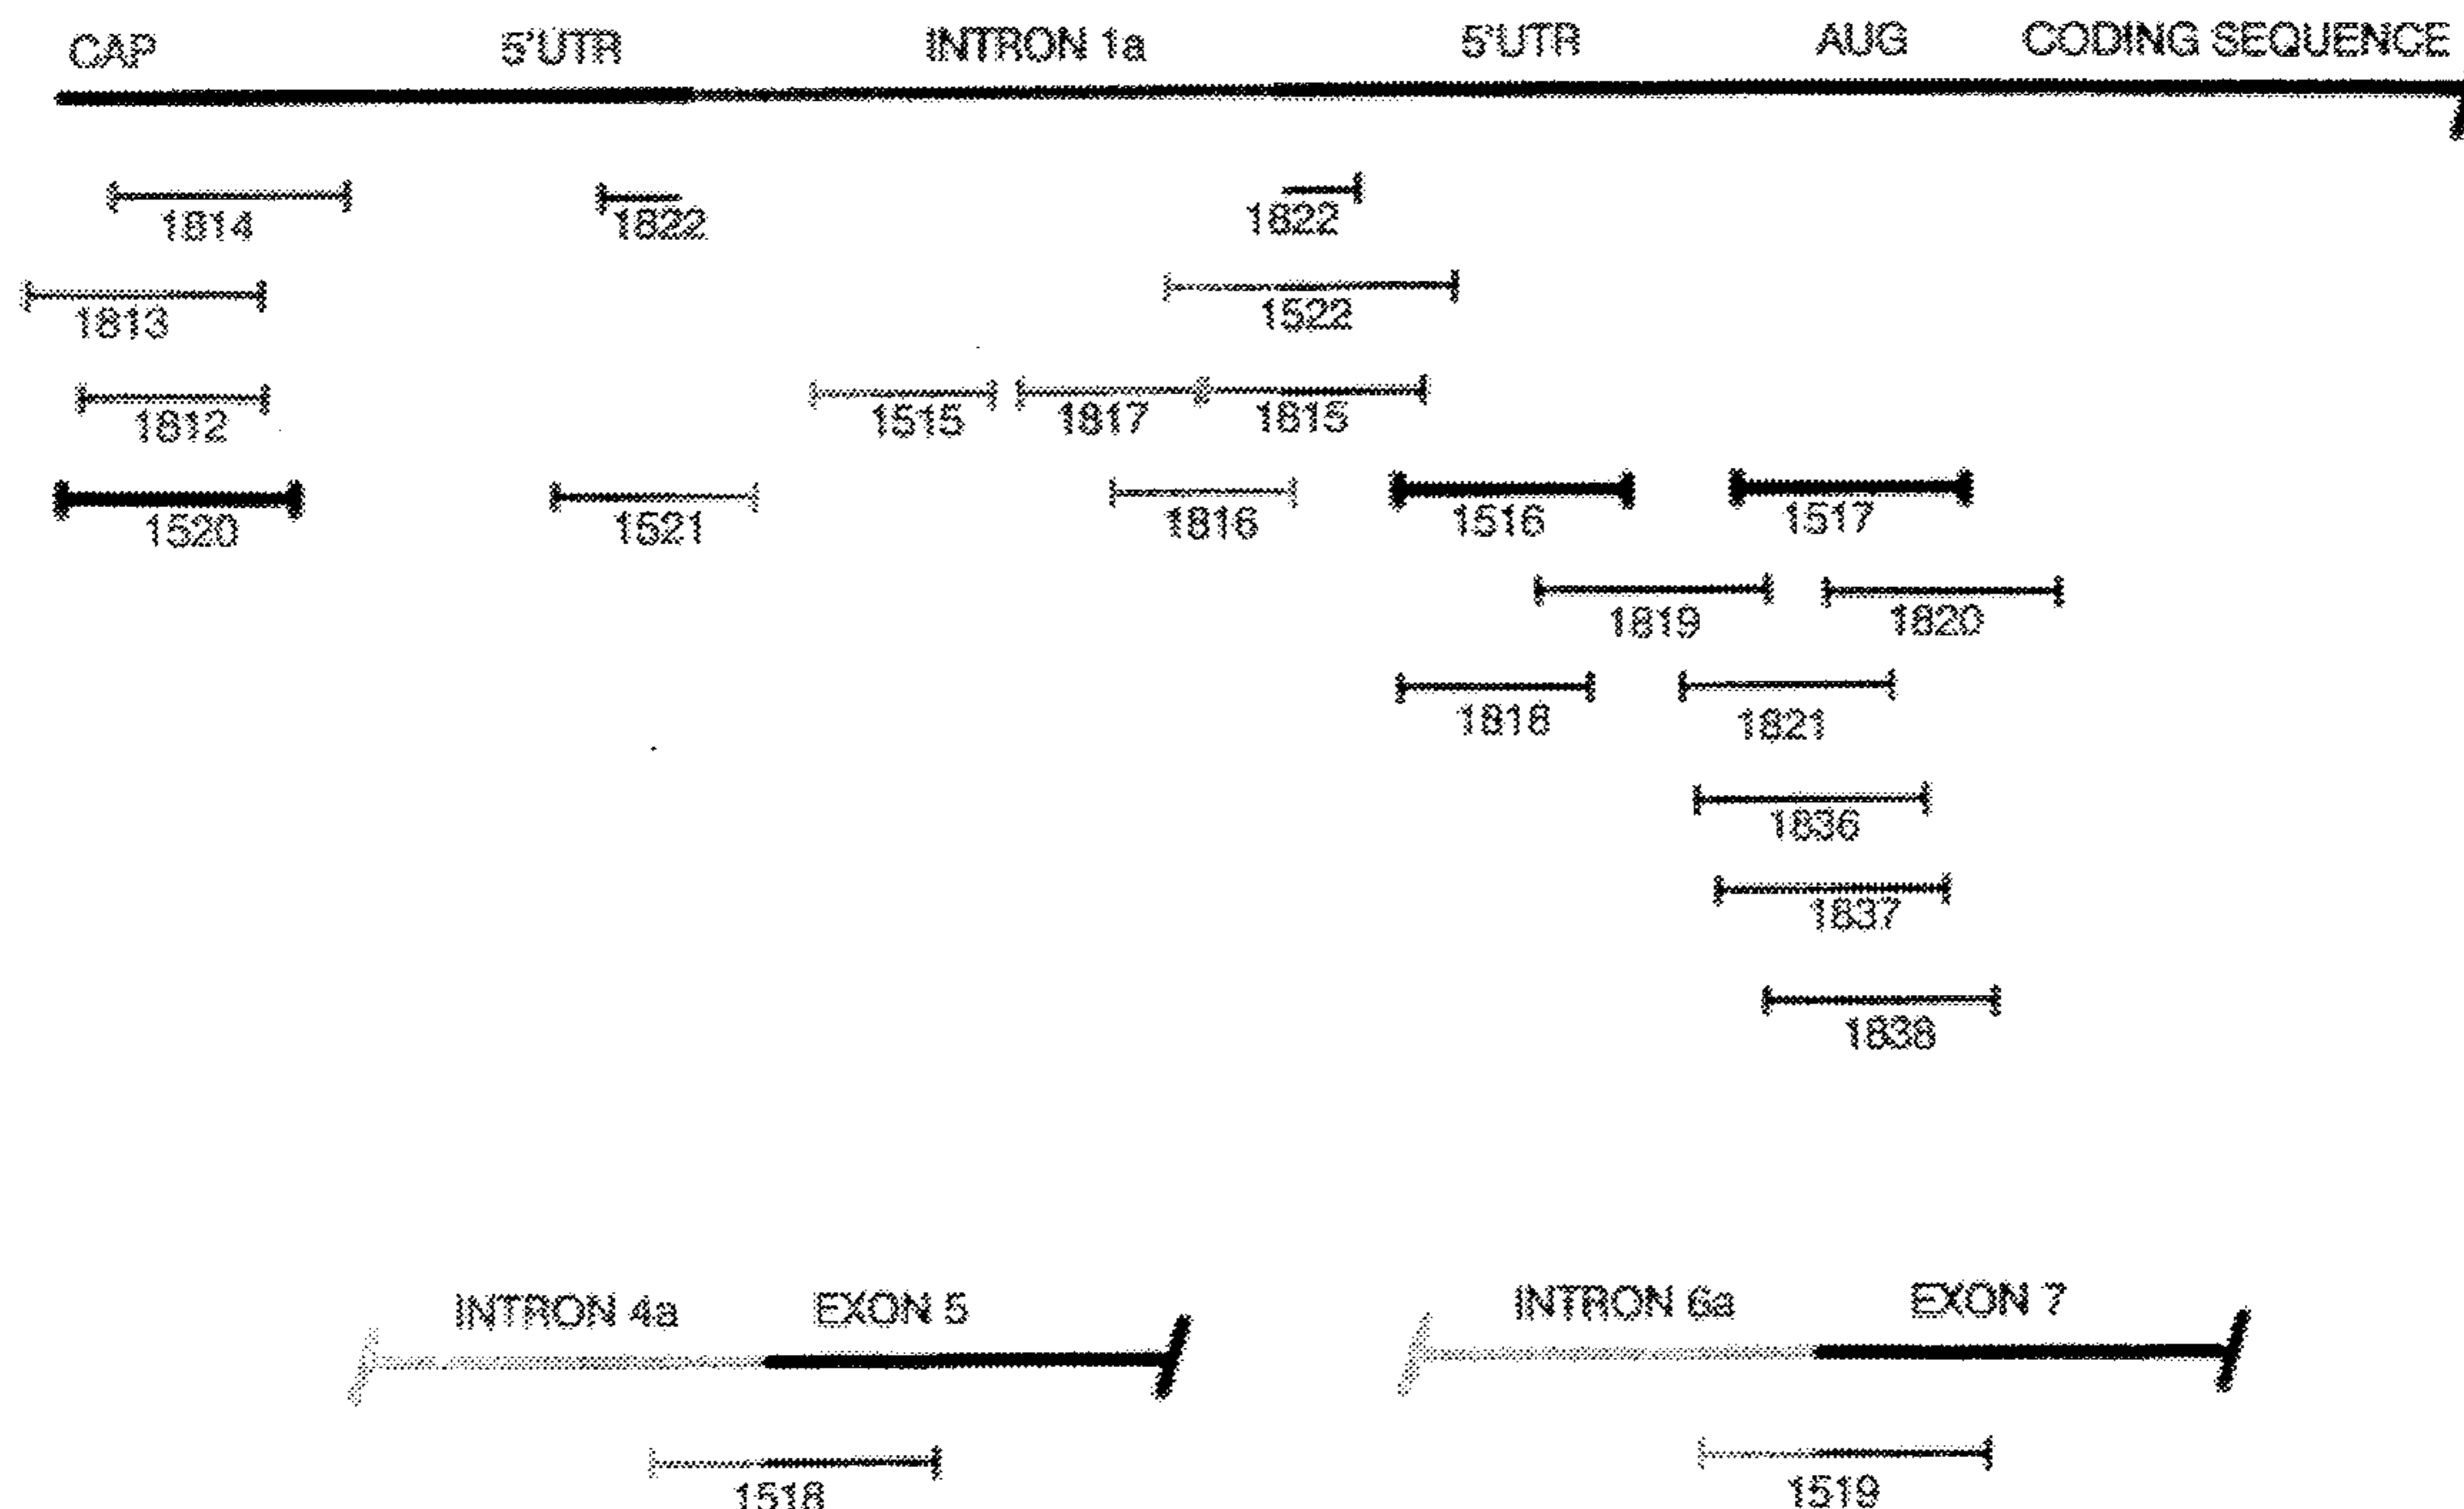 CAP 5'UTR INTRON 1a 5'UTR AUG CODING SEQUENCE
1814 1822 1822
1813 1522
1812 1515 1817 1815
1520 1521 1816 1516 1517
1819 1820
1818 1821
1836
1837
1838
INTRON 4a EXON 5 INTRON 6a EXON 7
1518 1519